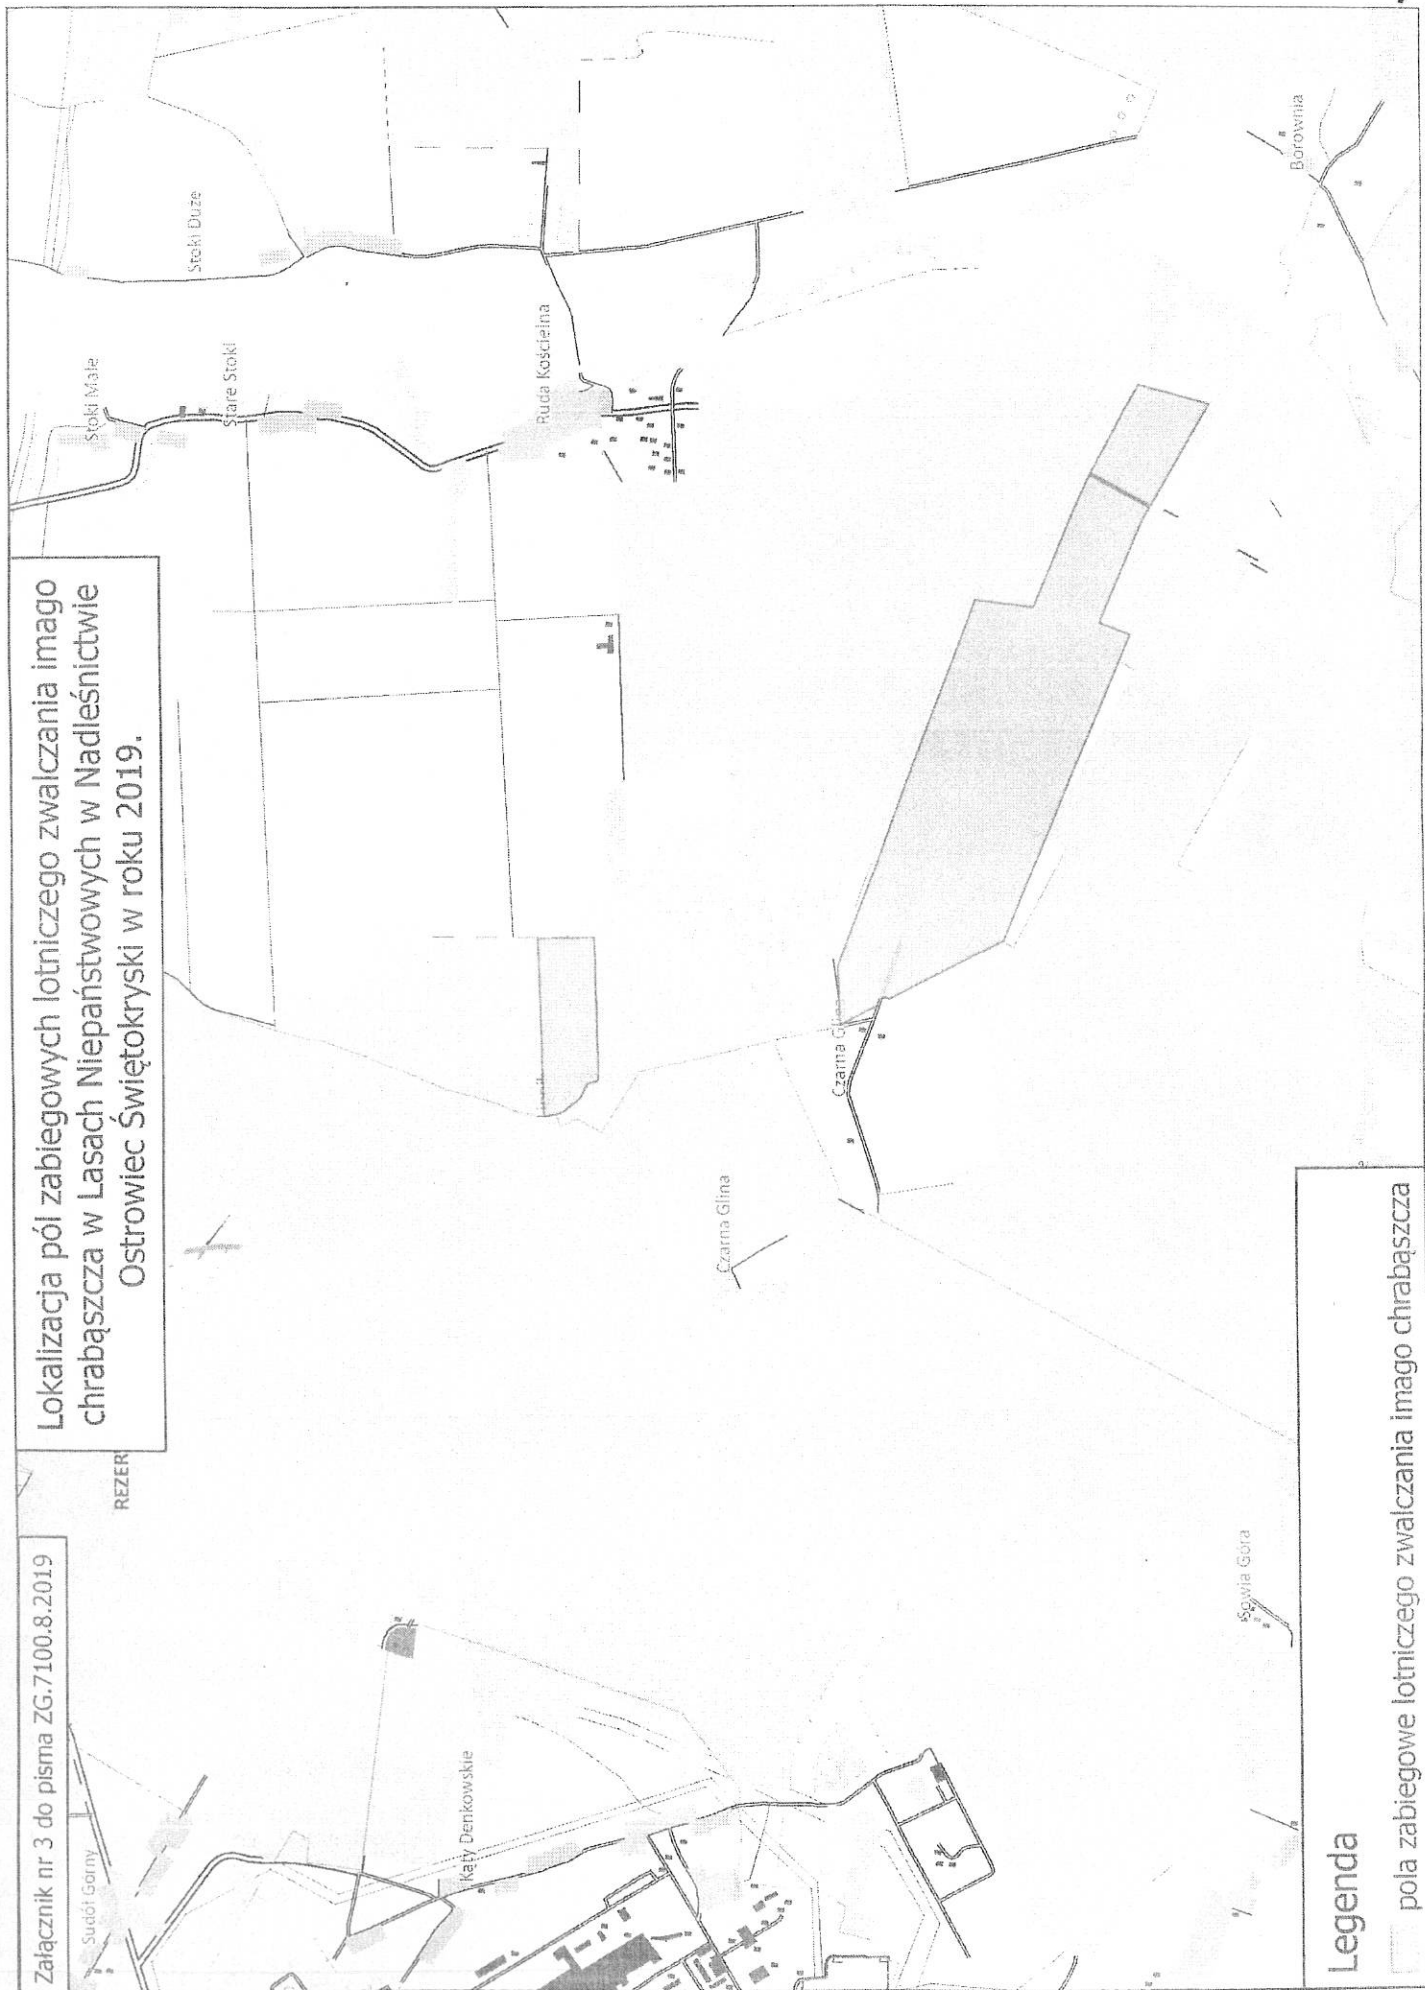 Załącznik nr 3 do pisma ZG.7100.8.2019
Lokalizacja pól zabiegowych lotniczego zwalczania imago
chrabąszcza w Lasach Niepaństwowych w Nadleśnictwie
Ostrowiec Świętokryski w roku 2019.
REZER
Sudół Górny
Stoki Małe
Stoki Duże
Stare Stoki
Kąty Denkowskie
Ruda Kościelna
Czarna Glina
Czarna Gli
Sowia Góra
Borownia
Legenda
pola zabiegowe lotniczego zwalczania imago chrabąszcza